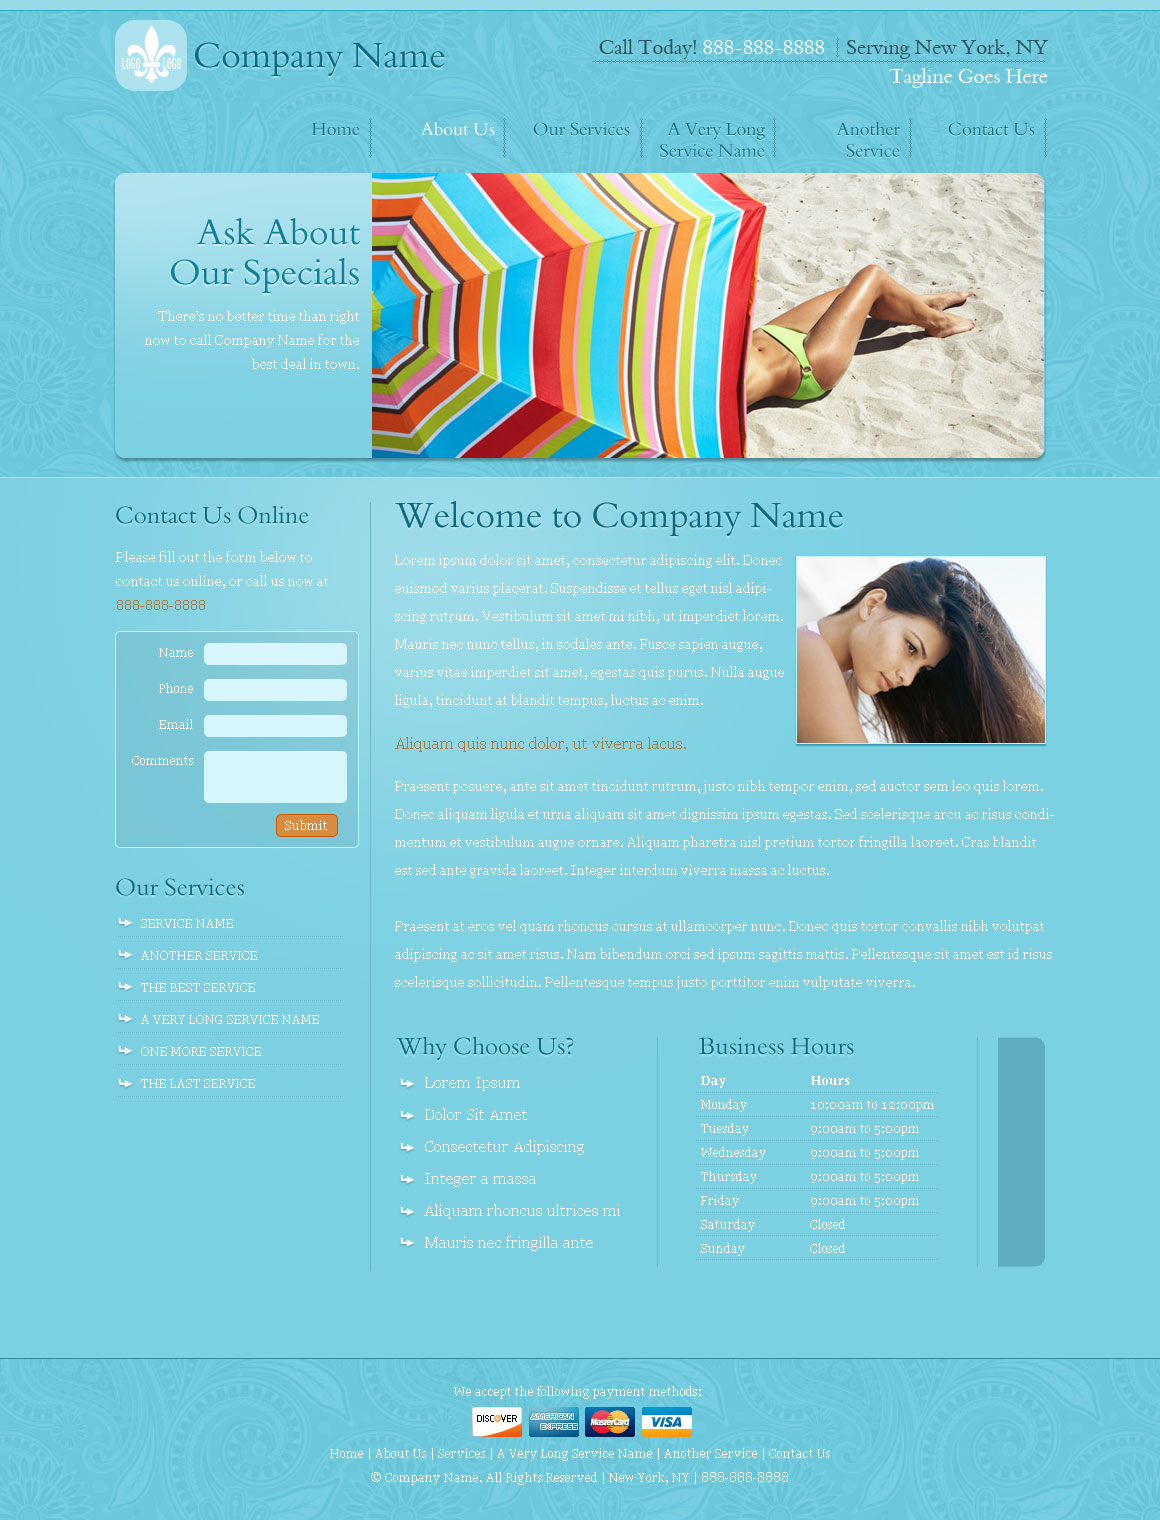 LOGO LOGO
Company Name
Call Today! 888-888-8888
Serving New York, NY
Tagline Goes Here
Home
About Us
Our Services
A Very Long
Service Name
Another
Service
Contact Us
Ask About
Our Specials
There's no better time than right
now to call Company Name for the
best deal in town.
Contact Us Online
Please fill out the form below to
contact us online, or call us now at
888-888-8888
Name
Phone
Email
Comments
Submit
Our Services
SERVICE NAME
ANOTHER SERVICE
THE BEST SERVICE
A VERY LONG SERVICE NAME
ONE MORE SERVICE
THE LAST SERVICE
Welcome to Company Name
Lorem ipsum dolor sit amet, consectetur adipiscing elit. Donec
euismod varius placerat. Suspendisse et tellus eget nisl adipi-
scing rutrum. Vestibulum sit amet mi nibh, ut imperdiet lorem.
Mauris nec nunc tellus, in sodales ante. Fusce sapien augue,
varius vitae imperdiet sit amet, egestas quis purus. Nulla augue
ligula, tincidunt at blandit tempus, luctus ac enim.
Aliquam quis nunc dolor, ut viverra lacus.
Praesent posuere, ante sit amet tincidunt rutrum, justo nibh tempor enim, sed auctor sem leo quis lorem.
Donec aliquam ligula et urna aliquam sit amet dignissim ipsum egestas. Sed scelerisque arcu ac risus condi-
mentum et vestibulum augue ornare. Aliquam pharetra nisl pretium tortor fringilla laoreet. Cras blandit
est sed ante gravida laoreet. Integer interdum viverra massa ac luctus.
Praesent at eros vel quam rhoncus cursus at ullamcorper nunc. Donec quis tortor convallis nibh volutpat
adipiscing ac sit amet risus. Nam bibendum orci sed ipsum sagittis mattis. Pellentesque sit amet est id risus
scelerisque sollicitudin. Pellentesque tempus justo porttitor enim vulputate viverra.
Why Choose Us?
Lorem Ipsum
Dolor Sit Amet
Consectetur Adipiscing
Integer a massa
Aliquam rhoncus ultrices mi
Mauris nec fringilla ante
Business Hours
Day Hours
Monday 10:00am to 12:00pm
Tuesday 9:00am to 5:00pm
Wednesday 9:00am to 5:00pm
Thursday 9:00am to 5:00pm
Friday 9:00am to 5:00pm
Saturday Closed
Sunday Closed
We accept the following payment methods:
DISCOVER
AMERICAN
EXPRESS
MasterCard
VISA
Home | About Us | Services | A Very Long Service Name | Another Service | Contact Us
© Company Name. All Rights Reserved | New York, NY | 888-888-8888